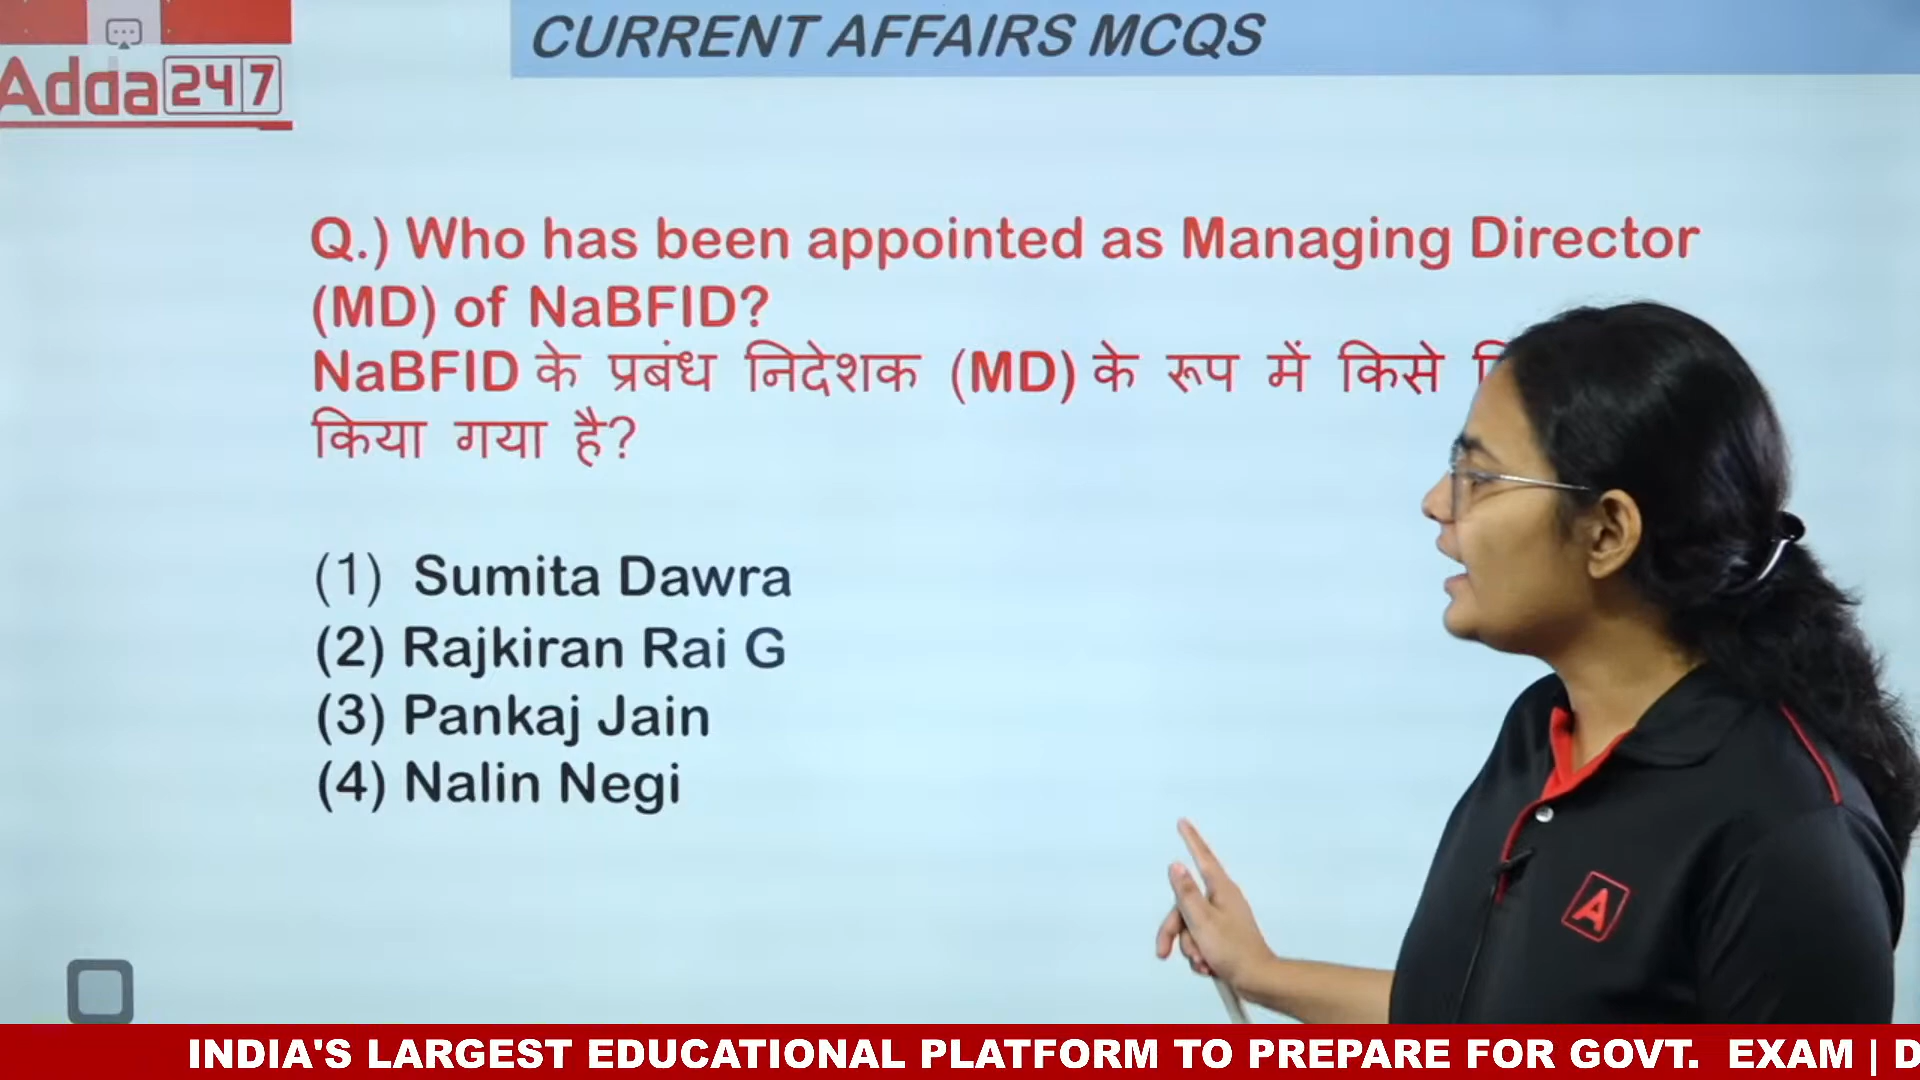 CURRENT AFFAIRS MCQS
Adda247
Q.) Who has been appointed as Managing Director
(MD) of NaBFID?
NaBFID के प्रबंध निदेशक (MD) के रूप में किसे
किया गया है?
(1) Sumita Dawra
(2) Rajkiran Rai G
(3) Pankaj Jain
(4) Nalin Negi
A
INDIA'S LARGEST EDUCATIONAL PLATFORM TO PREPARE FOR GOVT. EXAM |